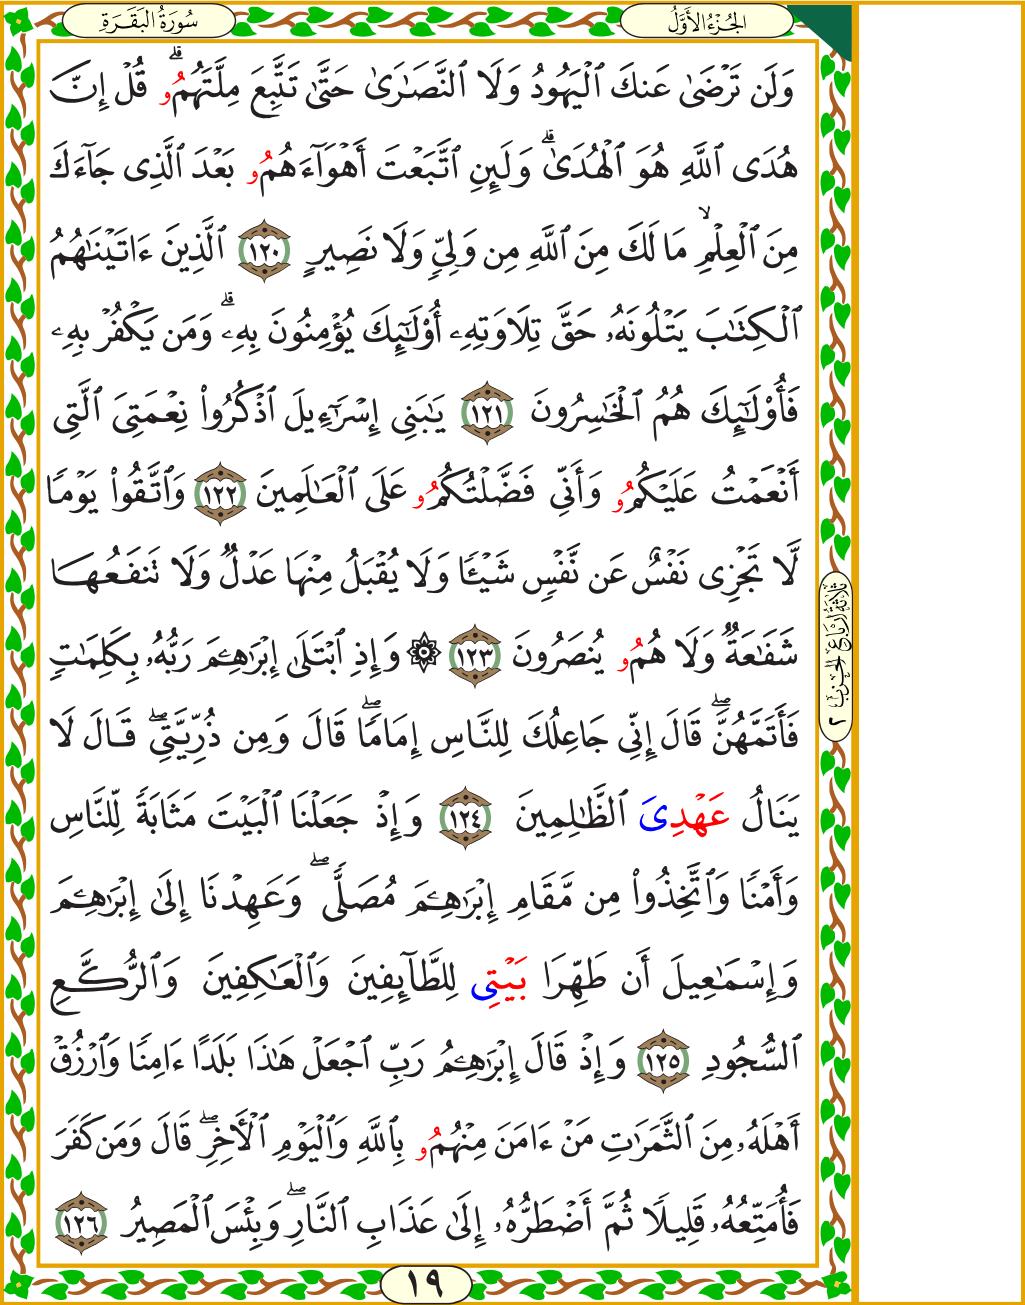 الجُزْءُ الأَوَّلُ
سُورَةُ البَقَرَةِ
وَلَن تَرْضَىٰ عَنكَ ٱلْيَهُودُ وَلَا ٱلنَّصَـٰرَىٰ حَتَّىٰ تَتَّبِعَ مِلَّتَهُمُۥ ۗ قُلْ إِنَّ
هُدَى ٱللَّهِ هُوَ ٱلْهُدَىٰ ۗ وَلَئِنِ ٱتَّبَعْتَ أَهْوَآءَهُمُۥ بَعْدَ ٱلَّذِى جَآءَكَ
مِنَ ٱلْعِلْمِ ۙ مَا لَكَ مِنَ ٱللَّهِ مِن وَلِىٍّ وَلَا نَصِيرٍ ١٢٠ ٱلَّذِينَ ءَاتَيْنَـٰهُمُ
ٱلْكِتَـٰبَ يَتْلُونَهُۥ حَقَّ تِلَاوَتِهِۦٓ أُو۟لَـٰٓئِكَ يُؤْمِنُونَ بِهِۦ ۗ وَمَن يَكْفُرْ بِهِۦ
فَأُو۟لَـٰٓئِكَ هُمُ ٱلْخَـٰسِرُونَ ١٢١ يَـٰبَنِىٓ إِسْرَٰٓءِيلَ ٱذْكُرُوا۟ نِعْمَتِىَ ٱلَّتِىٓ
أَنْعَمْتُ عَلَيْكُمُۥ وَأَنِّى فَضَّلْتُكُمُۥ عَلَى ٱلْعَـٰلَمِينَ ١٢٢ وَٱتَّقُوا۟ يَوْمًا
لَّا تَجْزِى نَفْسٌ عَن نَّفْسٍ شَيْـًٔا وَلَا يُقْبَلُ مِنْهَا عَدْلٌ وَلَا تَنفَعُهَا
شَفَـٰعَةٌ وَلَا هُمُۥ يُنصَرُونَ ١٢٣ ۞ وَإِذِ ٱبْتَلَىٰٓ إِبْرَٰهِـۧمَ رَبُّهُۥ بِكَلِمَـٰتٍ
فَأَتَمَّهُنَّ ۖ قَالَ إِنِّى جَاعِلُكَ لِلنَّاسِ إِمَامًا ۖ قَالَ وَمِن ذُرِّيَّتِى ۖ قَالَ لَا
يَنَالُ عَهْدِىَ ٱلظَّـٰلِمِينَ ١٢٤ وَإِذْ جَعَلْنَا ٱلْبَيْتَ مَثَابَةً لِّلنَّاسِ
وَأَمْنًا وَٱتَّخِذُوا۟ مِن مَّقَامِ إِبْرَٰهِـۧمَ مُصَلًّى ۖ وَعَهِدْنَآ إِلَىٰٓ إِبْرَٰهِـۧمَ
وَإِسْمَـٰعِيلَ أَن طَهِّرَا بَيْتِى لِلطَّآئِفِينَ وَٱلْعَـٰكِفِينَ وَٱلرُّكَّعِ
ٱلسُّجُودِ ١٢٥ وَإِذْ قَالَ إِبْرَٰهِـۧمُ رَبِّ ٱجْعَلْ هَـٰذَا بَلَدًا ءَامِنًا وَٱرْزُقْ
أَهْلَهُۥ مِنَ ٱلثَّمَرَٰتِ مَنْ ءَامَنَ مِنْهُمُۥ بِٱللَّهِ وَٱلْيَوْمِ ٱلْـَٔاخِرِ ۖ قَالَ وَمَن كَفَرَ
فَأُمَتِّعُهُۥ قَلِيلًا ثُمَّ أَضْطَرُّهُۥٓ إِلَىٰ عَذَابِ ٱلنَّارِ ۖ وَبِئْسَ ٱلْمَصِيرُ ١٢٦
ثَلَاثَةُ أَرْبَاعِ الحِزْبِ ٢
١٩